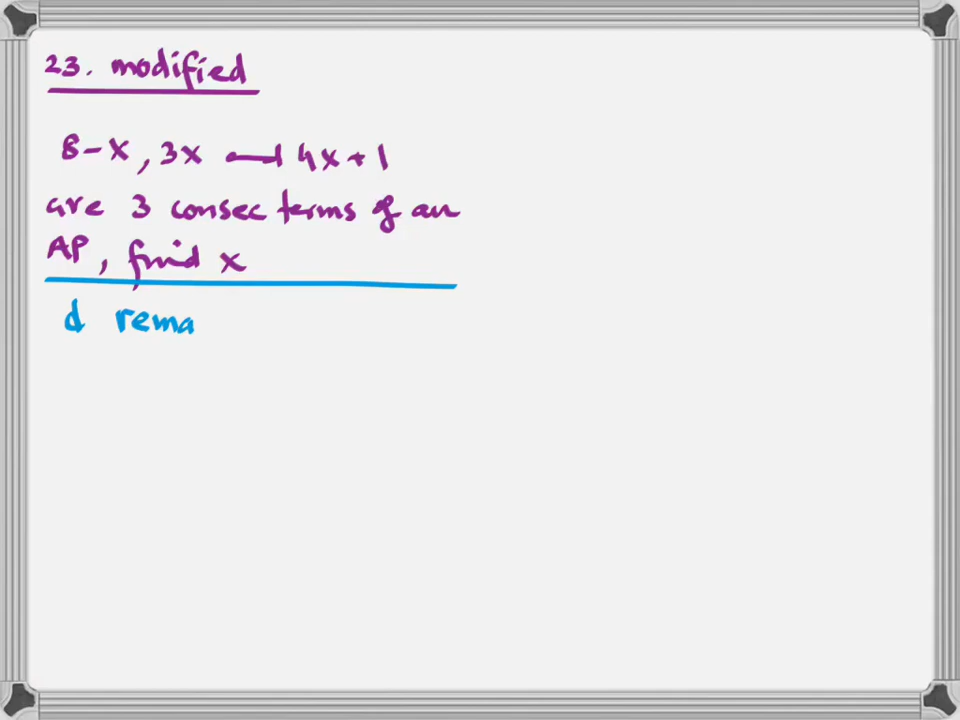 23. modified
8-x, 3x and 4x+1
are 3 consec terms of an
AP, find x
d rema